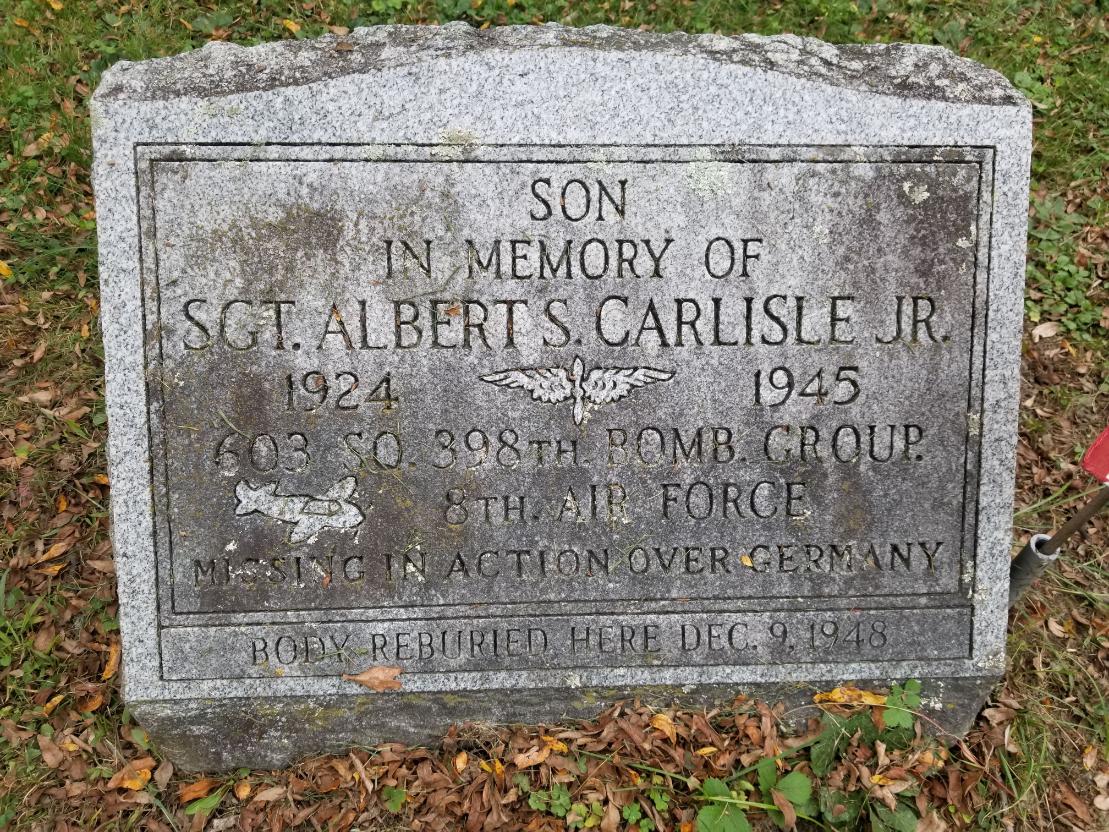 SON
IN MEMORY OF
SGT. ALBERT S. CARLISLE JR.
1924 1945
603 SQ. 398TH. BOMB. GROUP.
8TH. AIR FORCE
MISSING IN ACTION OVER GERMANY
BODY REBURIED HERE DEC. 9, 1948